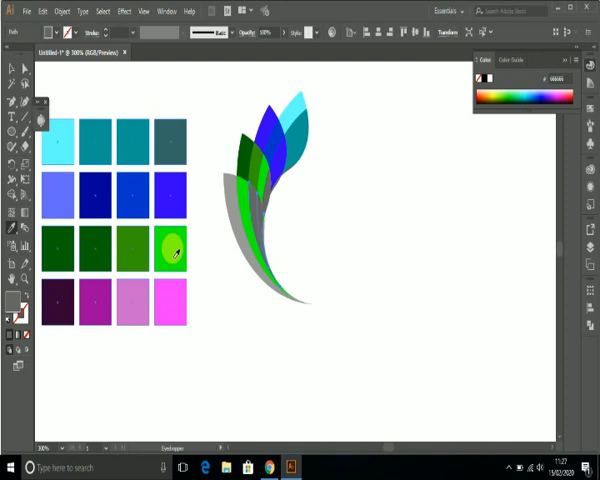 Ai File Edit Object Type Select Effect View Window Help
Essentials
Search Adobe Stock
Path
Stroke:
Basic
Opacity: 100%
Style:
Transform
Untitled-1* @ 300% (RGB/Preview)
Color Color Guide
#
300%
1
Eyedropper
Type here to search
11:27
15/02/2020